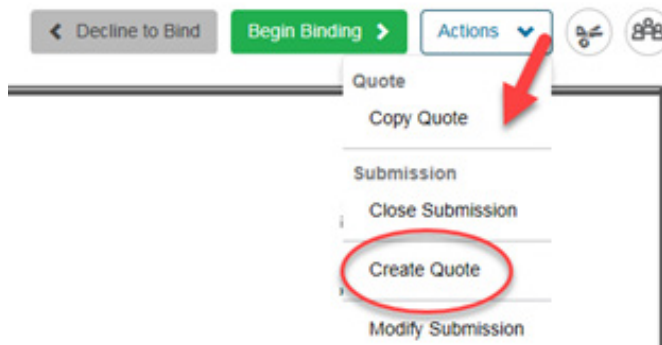 Decline to Bind
Begin Binding
Actions
Quote
Copy Quote
Submission
Close Submission
Create Quote
Modify Submission